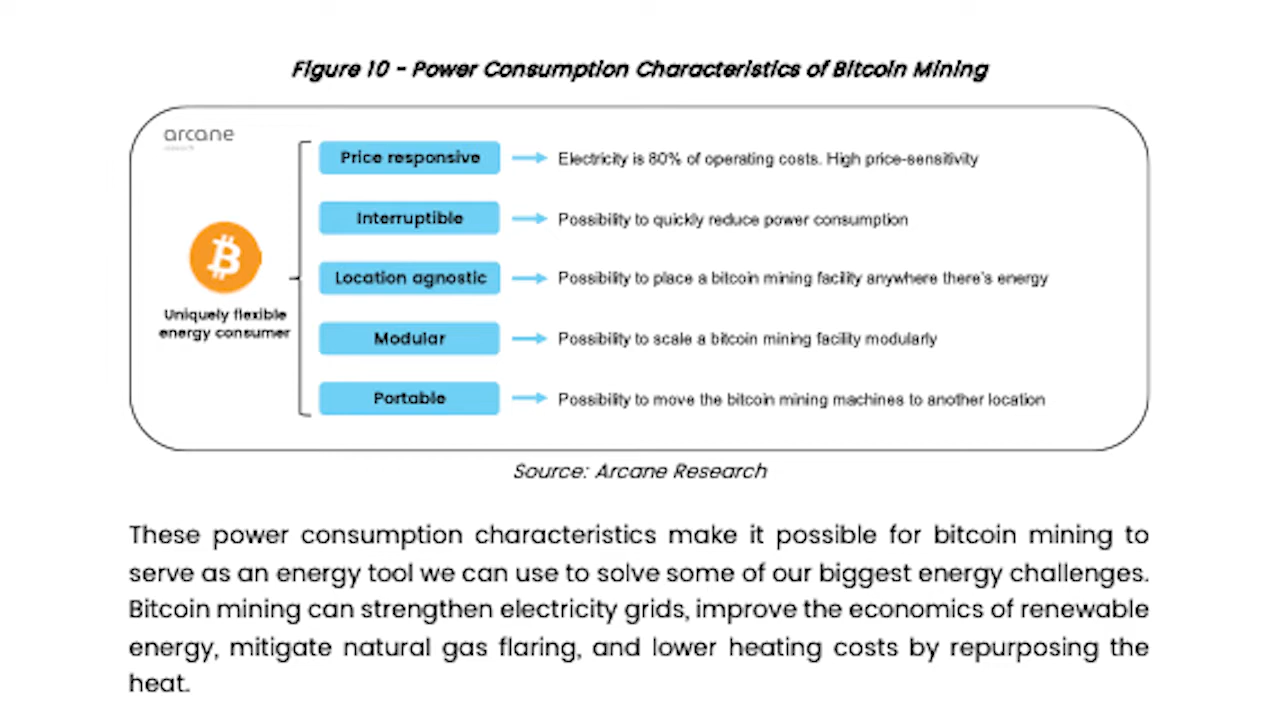 Figure 10 - Power Consumption Characteristics of Bitcoin Mining
arcane
research
Price responsive
Electricity is 80% of operating costs. High price-sensitivity
Interruptible
Possibility to quickly reduce power consumption
Location agnostic
Possibility to place a bitcoin mining facility anywhere there's energy
Uniquely flexible
energy consumer
Modular
Possibility to scale a bitcoin mining facility modularly
Portable
Possibility to move the bitcoin mining machines to another location
Source: Arcane Research
These power consumption characteristics make it possible for bitcoin mining to
serve as an energy tool we can use to solve some of our biggest energy challenges.
Bitcoin mining can strengthen electricity grids, improve the economics of renewable
energy, mitigate natural gas flaring, and lower heating costs by repurposing the
heat.